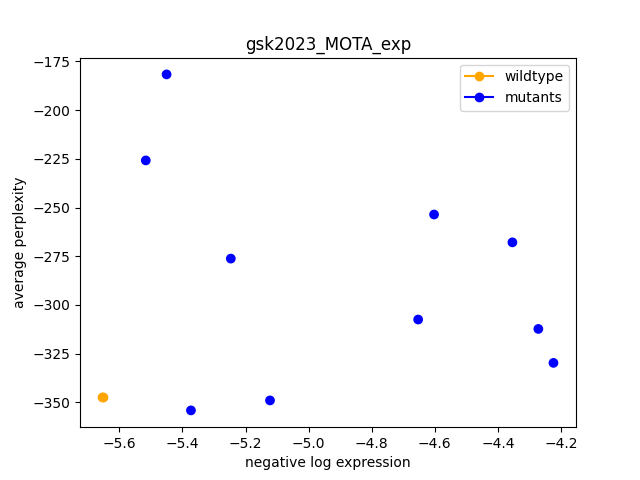 gsk2023_MOTA_exp
wildtype
mutants
average perplexity
−175
−200
−225
−250
−275
−300
−325
−350
−5.6 −5.4 −5.2 −5.0 −4.8 −4.6 −4.4 −4.2
negative log expression